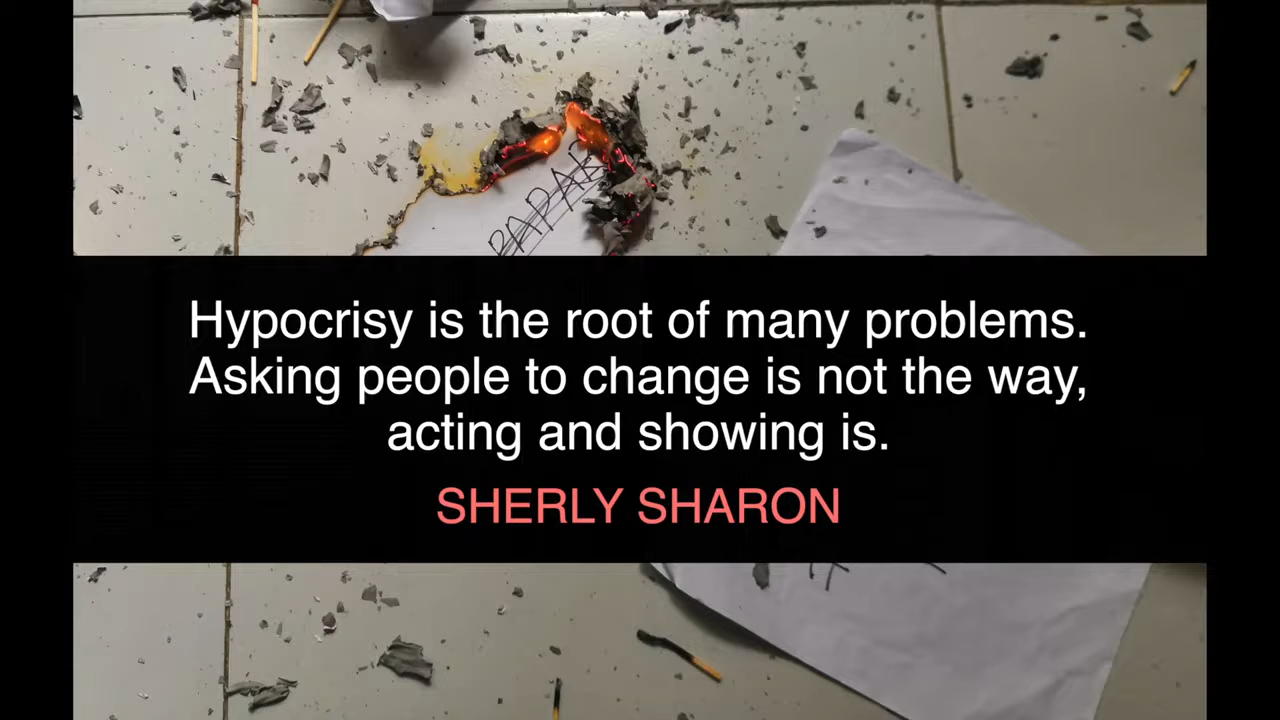 PAPAR
Hypocrisy is the root of many problems.
Asking people to change is not the way,
acting and showing is.
SHERLY SHARON